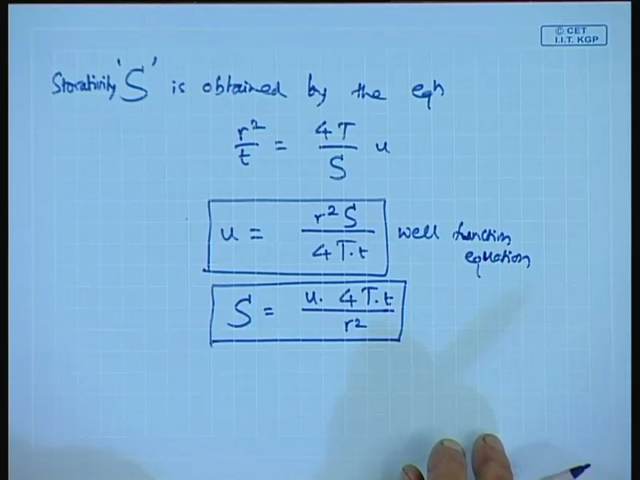 © CET
I.I.T. KGP
Storativity 'S' is obtained by the eqn
r²/t = 4T/S u
u = r²S/4T.t well function
equation
S = u. 4T.t/r²